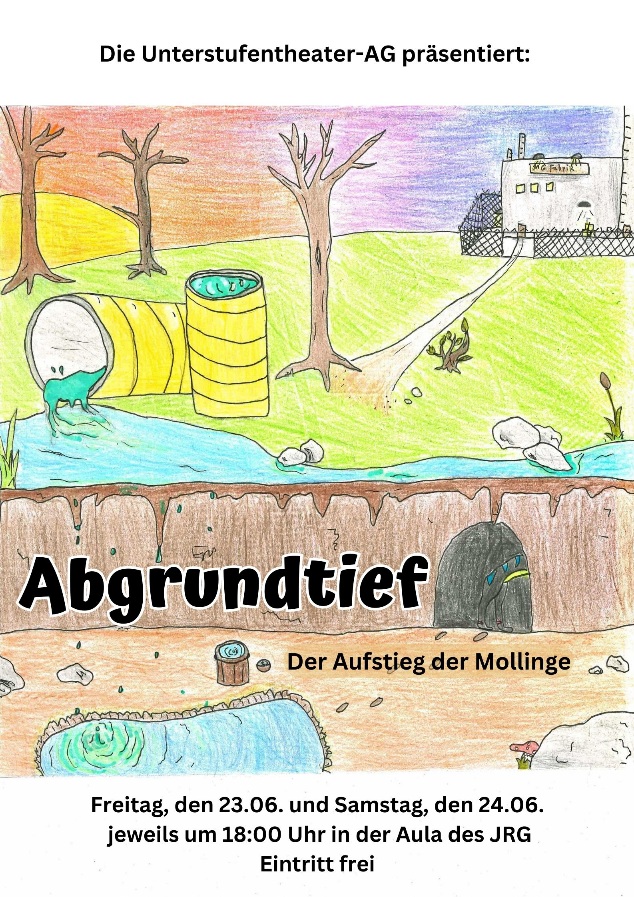 Die Unterstufentheater-AG präsentiert:
Fabrik
Abgrundtief
Der Aufstieg der Mollinge
Freitag, den 23.06. und Samstag, den 24.06.
jeweils um 18:00 Uhr in der Aula des JRG
Eintritt frei